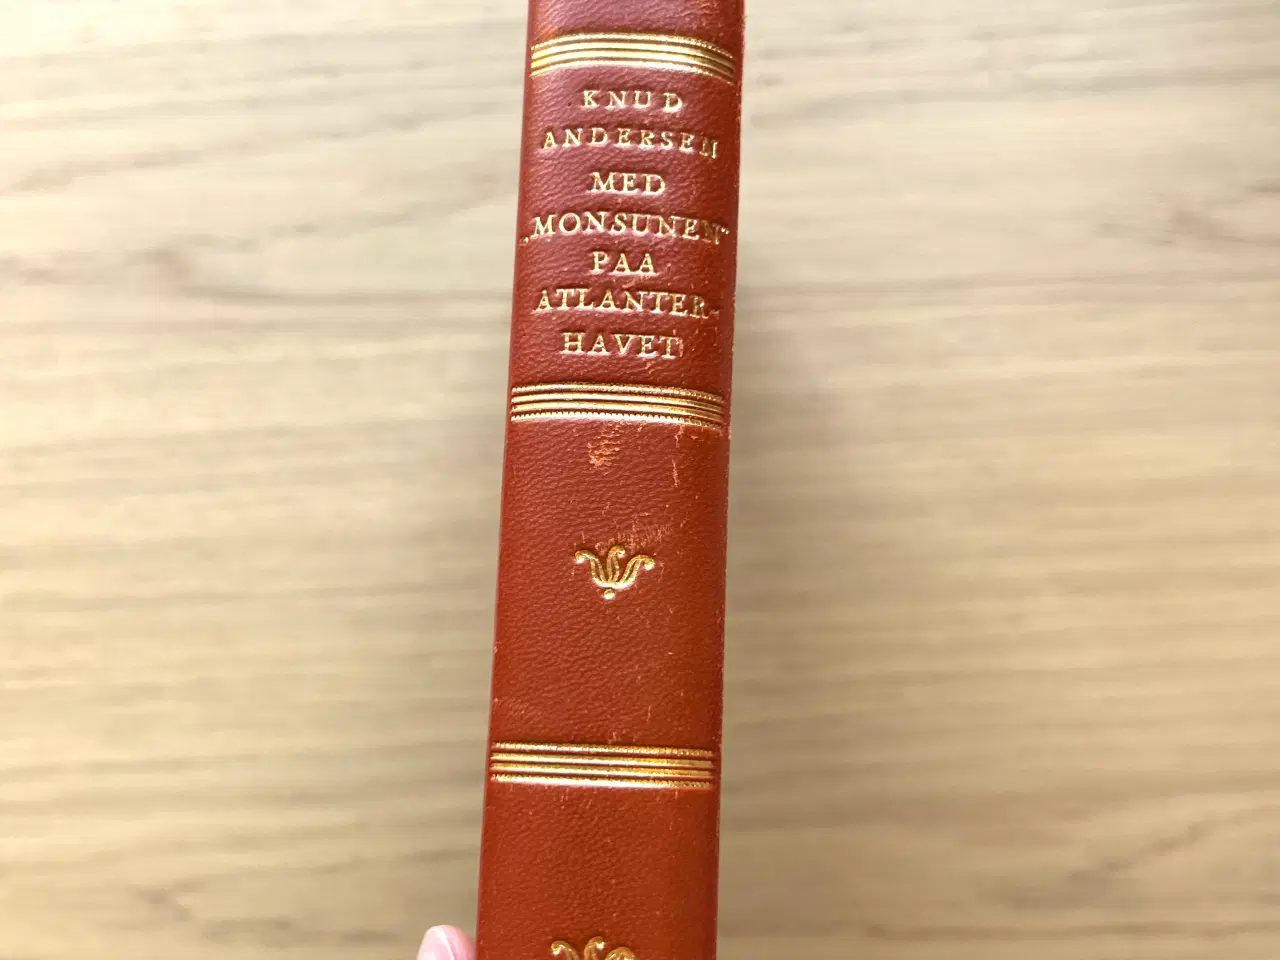 KNUD
ANDERSEN
MED
„MONSUNEN“
PAA
ATLANTER-
HAVET